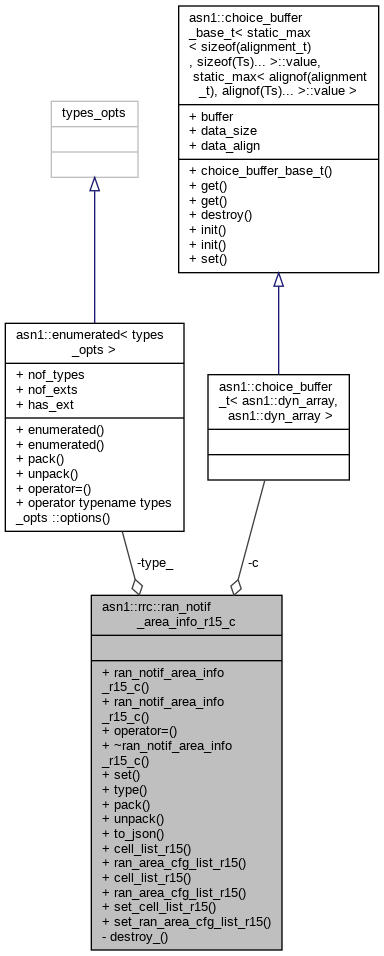 asn1::choice_buffer
_base_t< static_max
< sizeof(alignment_t)
, sizeof(Ts)... >::value,
static_max< alignof(alignment
_t), alignof(Ts)... >::value >
+ buffer
+ data_size
+ data_align
+ choice_buffer_base_t()
+ get()
+ get()
+ destroy()
+ init()
+ init()
+ set()
types_opts
asn1::enumerated< types
_opts >
+ nof_types
+ nof_exts
+ has_ext
+ enumerated()
+ enumerated()
+ pack()
+ unpack()
+ operator=()
+ operator typename types
_opts ::options()
asn1::choice_buffer
_t< asn1::dyn_array,
asn1::dyn_array >
-type_
-c
asn1::rrc::ran_notif
_area_info_r15_c
+ ran_notif_area_info
_r15_c()
+ ran_notif_area_info
_r15_c()
+ operator=()
+ ~ran_notif_area_info
_r15_c()
+ set()
+ type()
+ pack()
+ unpack()
+ to_json()
+ cell_list_r15()
+ ran_area_cfg_list_r15()
+ cell_list_r15()
+ ran_area_cfg_list_r15()
+ set_cell_list_r15()
+ set_ran_area_cfg_list_r15()
- destroy_()